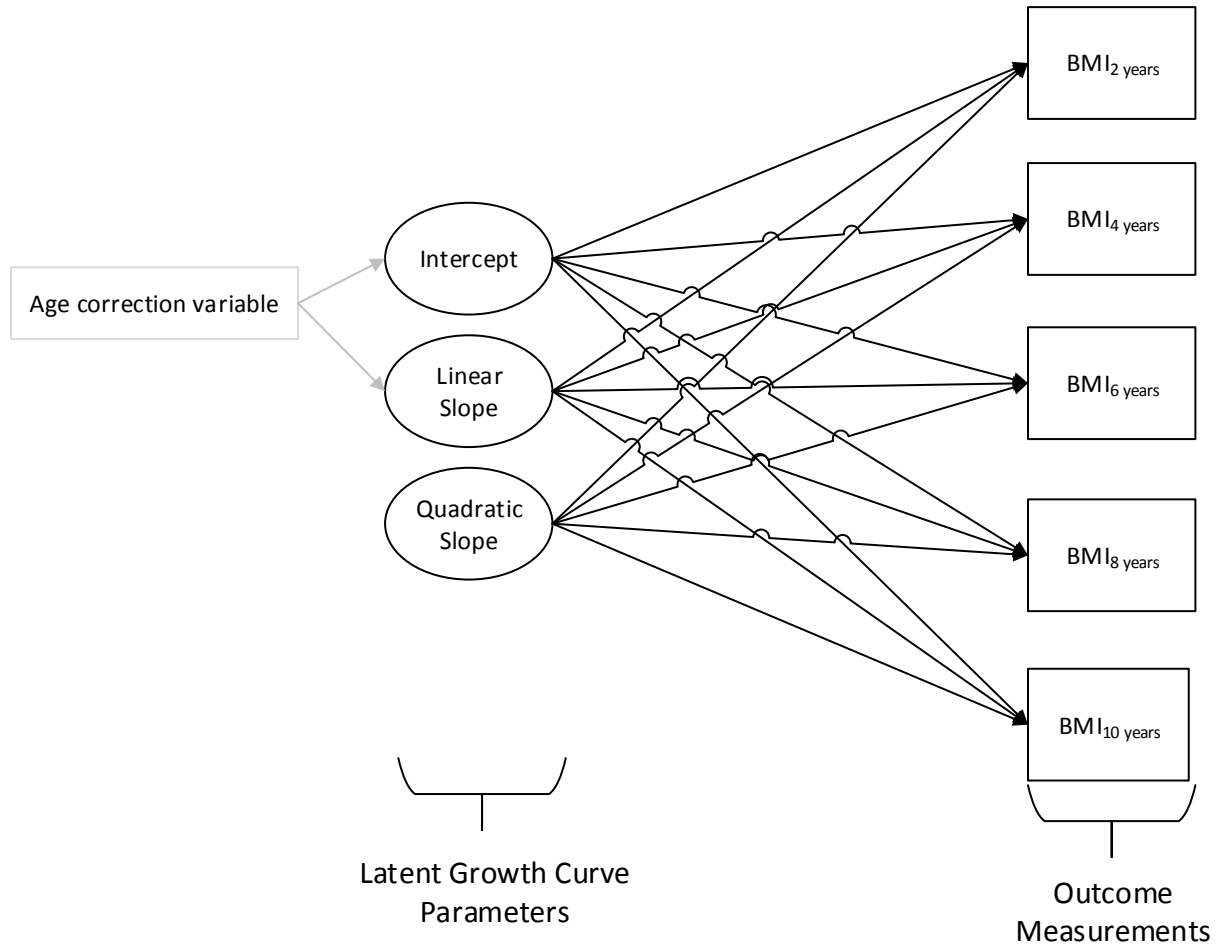 BMI2 years
BMI4 years
Intercept
Age correction variable
Linear
Slope
BMI6 years
Quadratic
Slope
BMI8 years
BMI10 years
Latent Growth Curve
Parameters
Outcome
Measurements